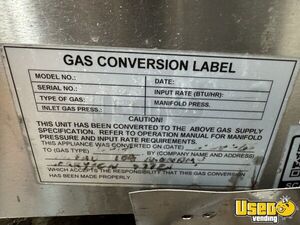 GAS CONVERSION LABEL
MODEL NO.: DATE:
SERIAL NO.: INPUT RATE (BTU/HR):
TYPE OF GAS: MANIFOLD PRESS.:
INLET GAS PRESS.:
CAUTION!
THIS UNIT HAS BEEN CONVERTED TO THE ABOVE GAS SUPPLY
SPECIFICATION. REFER TO OPERATION MANUAL FOR MANIFOLD
PRESSURE AND INPUT RATE REQUIREMENTS.
THIS APPLIANCE WAS CONVERTED ON(DATE)
TO (GAS TYPE) BY (COMPANY NAME AND ADDRESS)
WHICH ACCEPTS THE RESPONSIBILITY THAT THIS GAS CONVERSION
HAS BEEN MADE PROPERLY.
UsedVending